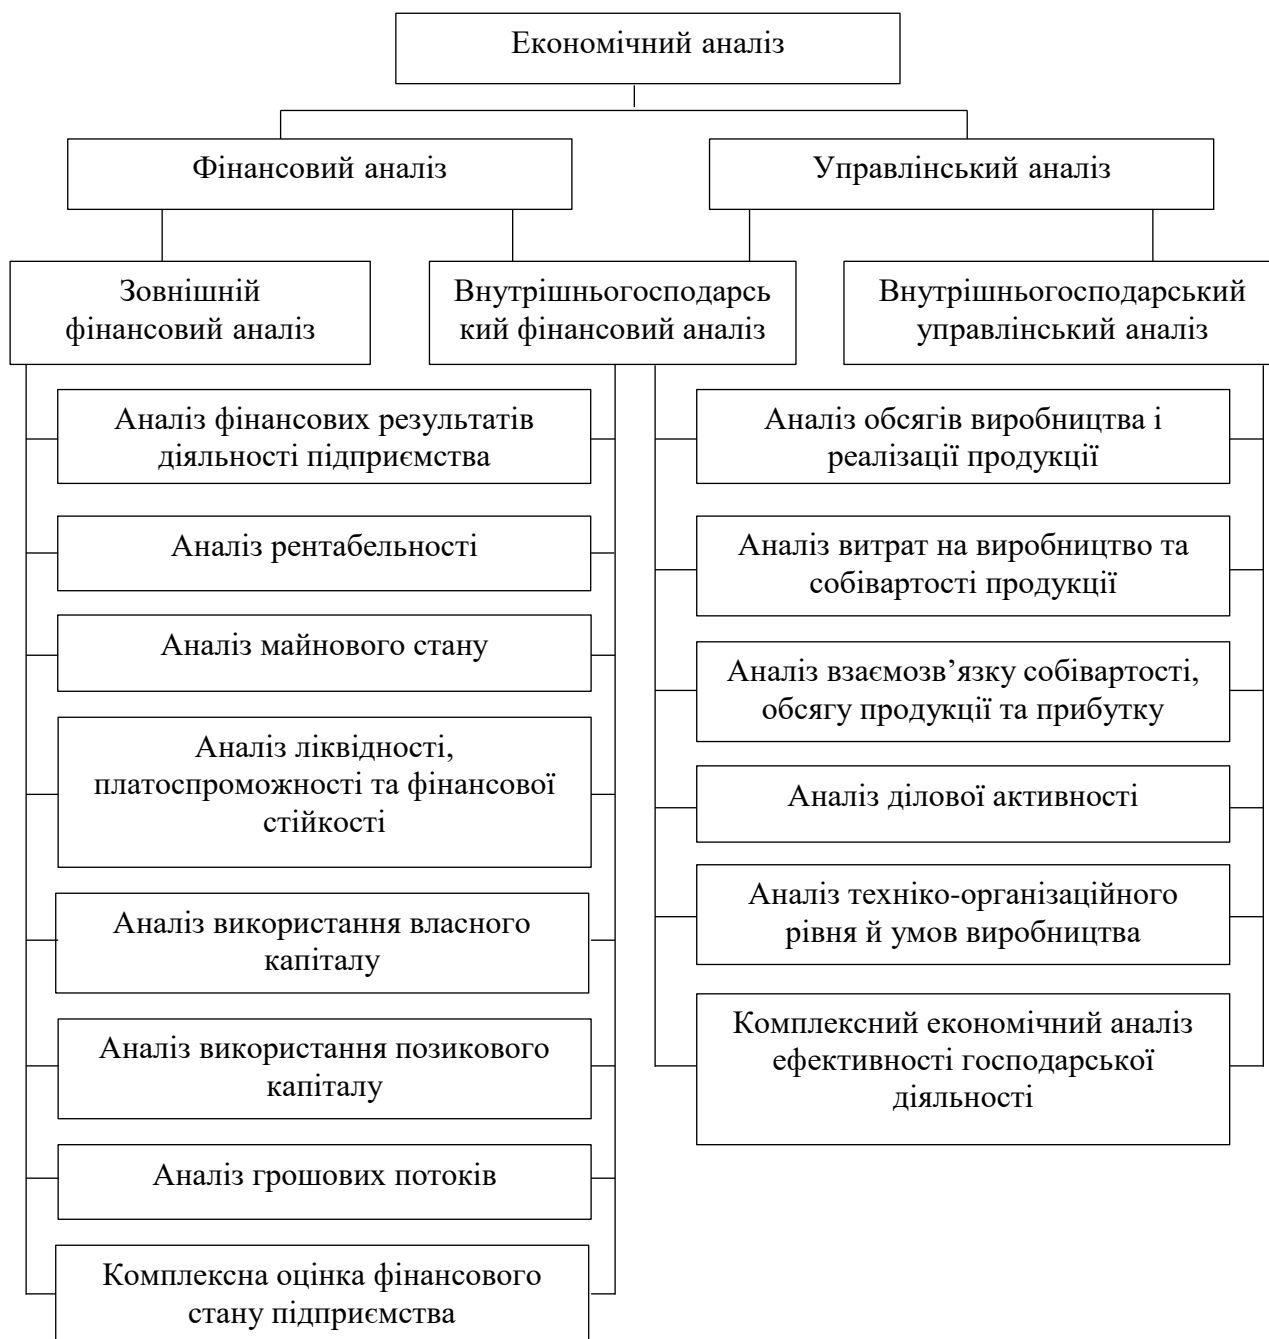 Економічний аналіз
Фінансовий аналіз
Управлінський аналіз
Зовнішній
фінансовий аналіз
Внутрішньогосподарсь
кий фінансовий аналіз
Внутрішньогосподарський
управлінський аналіз
Аналіз фінансових результатів
діяльності підприємства
Аналіз рентабельності
Аналіз майнового стану
Аналіз ліквідності,
платоспроможності та фінансової
стійкості
Аналіз використання власного
капіталу
Аналіз використання позикового
капіталу
Аналіз грошових потоків
Комплексна оцінка фінансового
стану підприємства
Аналіз обсягів виробництва і
реалізації продукції
Аналіз витрат на виробництво та
собівартості продукції
Аналіз взаємозв’язку собівартості,
обсягу продукції та прибутку
Аналіз ділової активності
Аналіз техніко-організаційного
рівня й умов виробництва
Комплексний економічний аналіз
ефективності господарської
діяльності